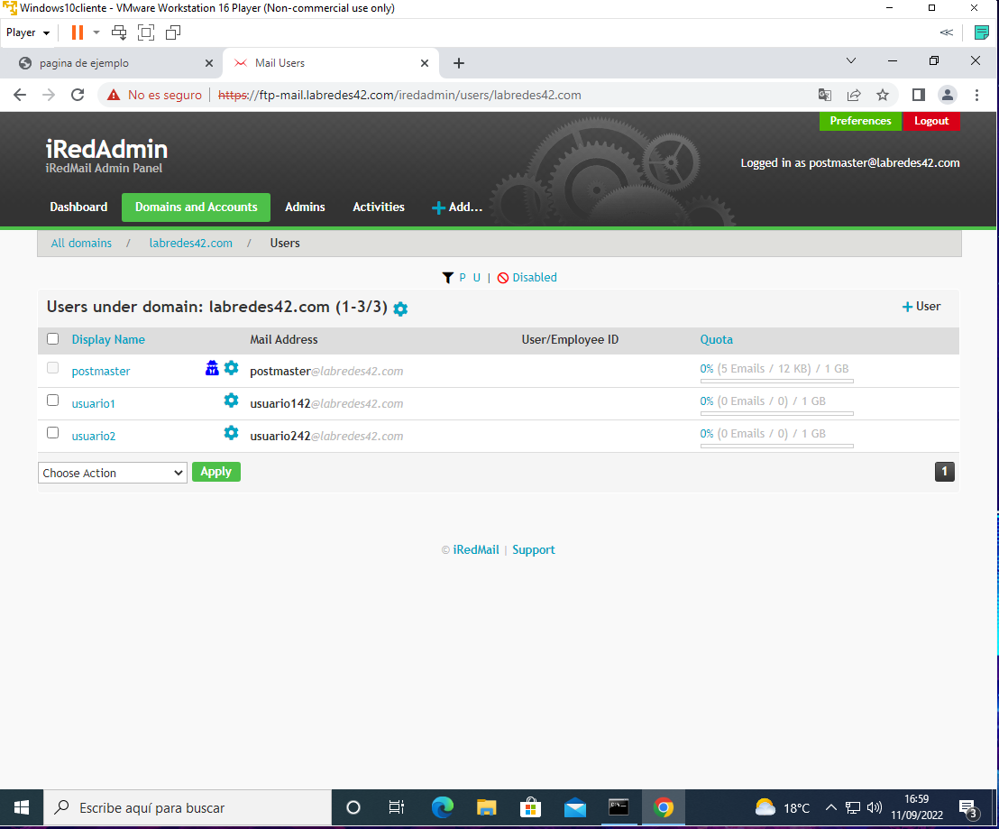 Windows10cliente - VMware Workstation 16 Player (Non-commercial use only)
Player
pagina de ejemplo
Mail Users
No es seguro
https://ftp-mail.labredes42.com/iredadmin/users/labredes42.com
Preferences
Logout
iRedAdmin
iRedMail Admin Panel
Logged in as postmaster@labredes42.com
Dashboard
Domains and Accounts
Admins
Activities
Add...
All domains / labredes42.com / Users
P U | Disabled
Users under domain: labredes42.com (1-3/3)
User
Display Name Mail Address User/Employee ID Quota
postmaster postmaster@labredes42.com 0% (5 Emails / 12 KB) / 1 GB
usuario1 usuario142@labredes42.com 0% (0 Emails / 0) / 1 GB
usuario2 usuario242@labredes42.com 0% (0 Emails / 0) / 1 GB
Choose Action Apply 1
© iRedMail | Support
Escribe aquí para buscar
18°C
16:59
11/09/2022
3